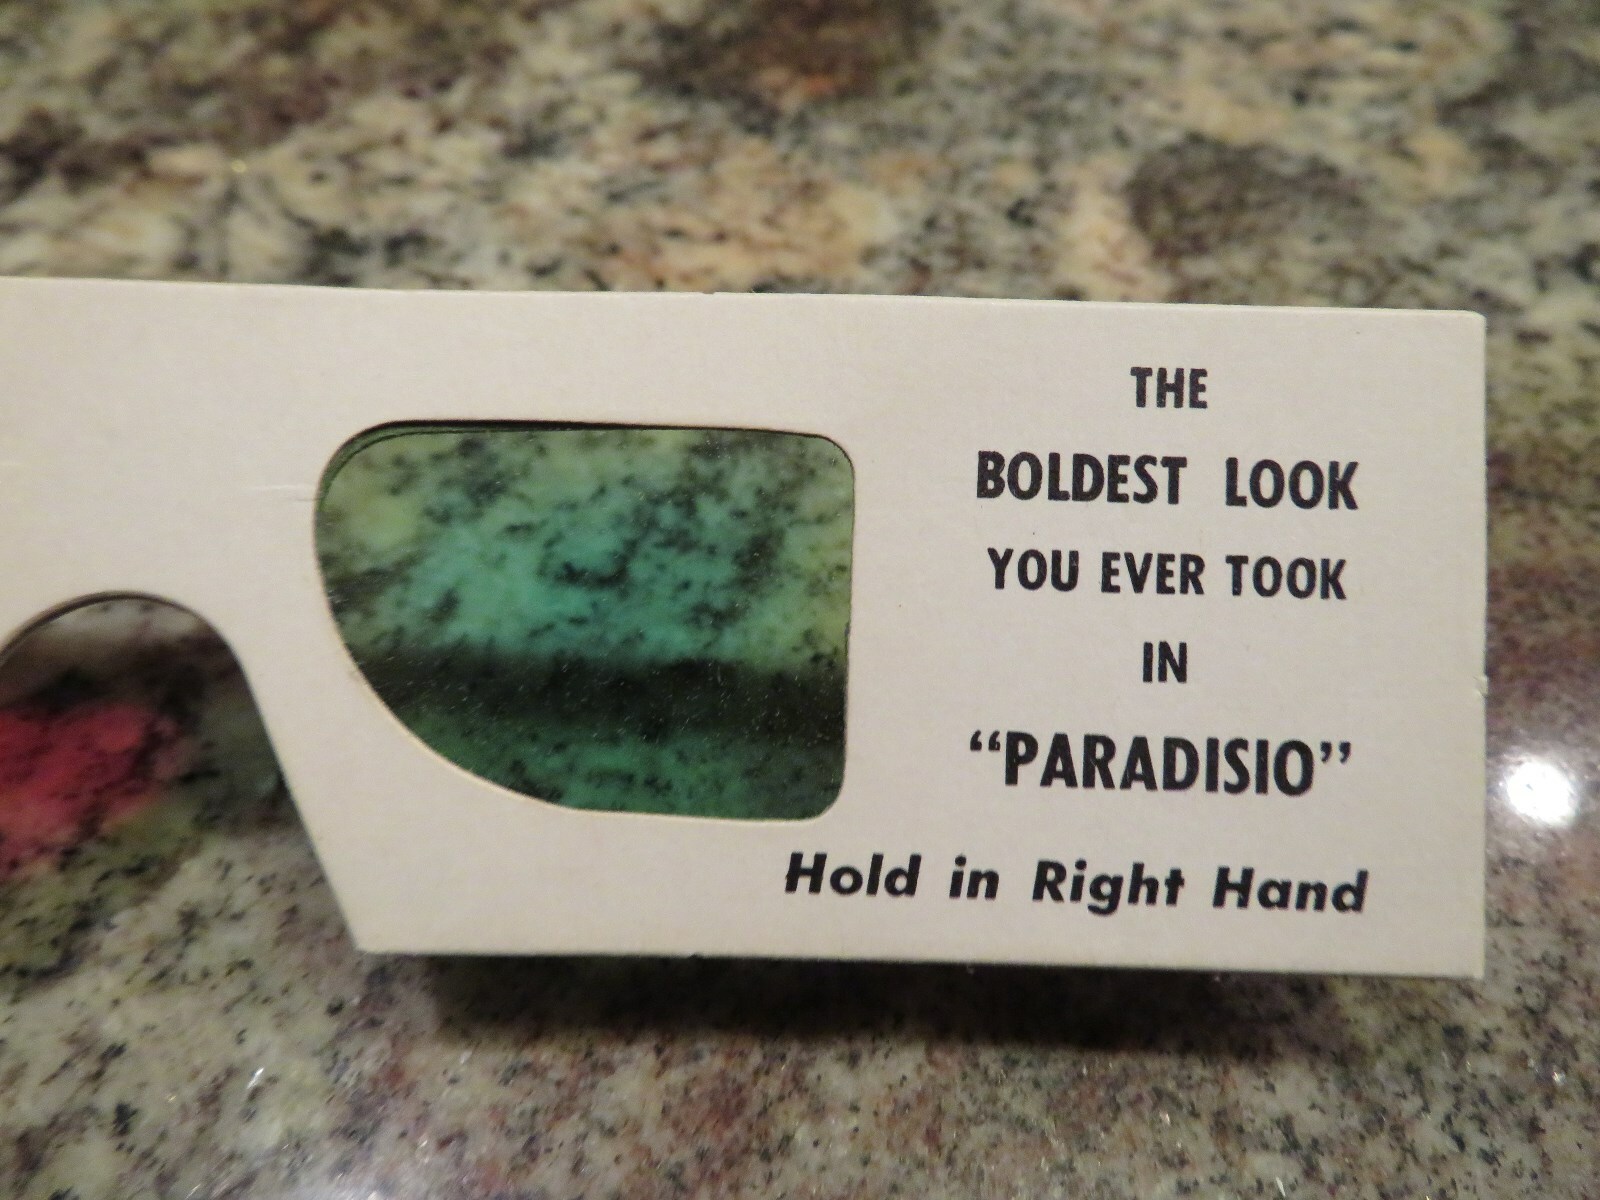 THE
BOLDEST LOOK
YOU EVER TOOK
IN
“PARADISIO”
Hold in Right Hand